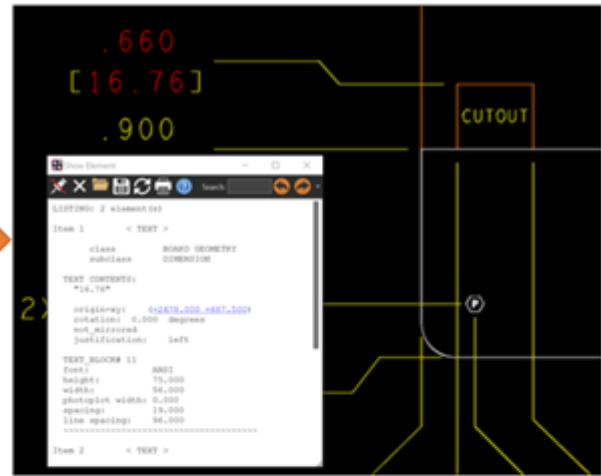 .660
[16.76]
.900
CUTOUT
Show Element
Search:
LISTING: 2 element(s)
Item 1 < TEXT >
class BOARD GEOMETRY
subclass DIMENSION
TEXT CONTENTS:
"16.76"
origin-xy: (+2470.000 +607.500)
rotation: 0.000 degrees
not_mirrored
justification: left
TEXT_BLOCK# 11
font: ANSI
height: 75.000
width: 56.000
photoplot width: 0.000
spacing: 19.000
line spacing: 96.000
Item 2 < TEXT >
2X
P